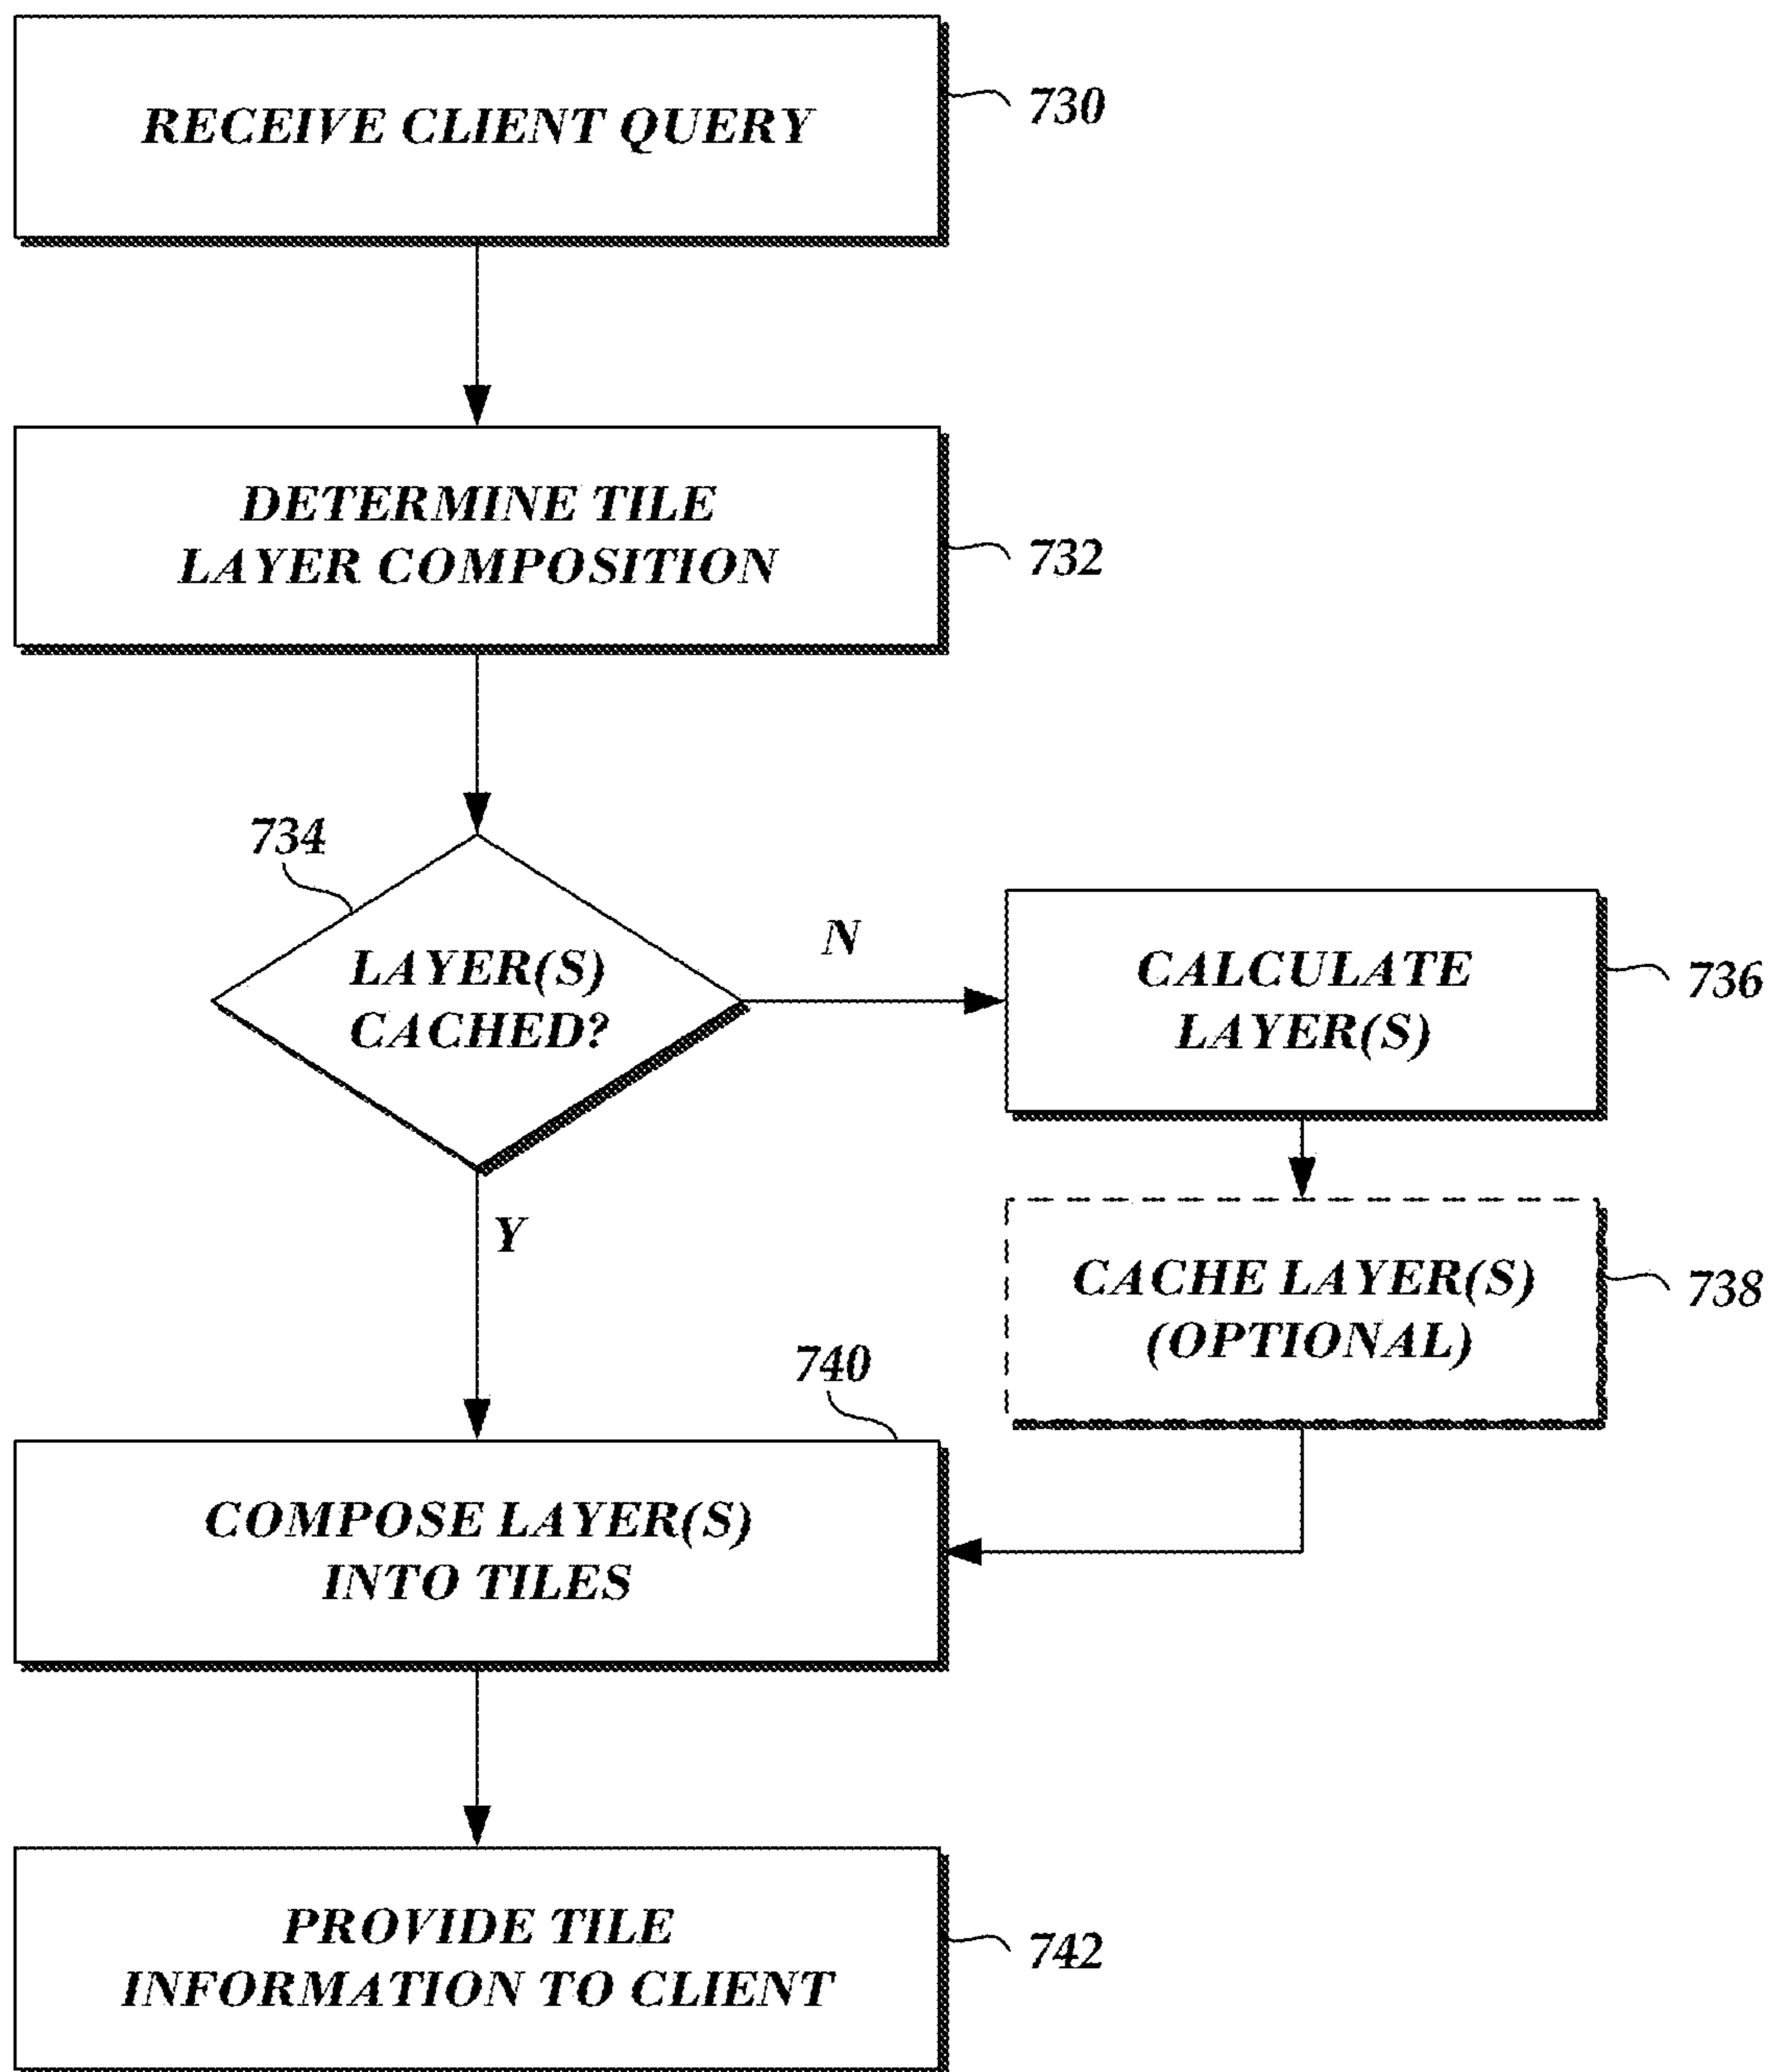 RECEIVE CLIENT QUERY
730
DETERMINE TILE
LAYER COMPOSITION
732
734
LAYER(S)
CACHED?
N
CALCULATE
LAYER(S)
736
Y
CACHE LAYER(S)
(OPTIONAL)
738
740
COMPOSE LAYER(S)
INTO TILES
PROVIDE TILE
INFORMATION TO CLIENT
742